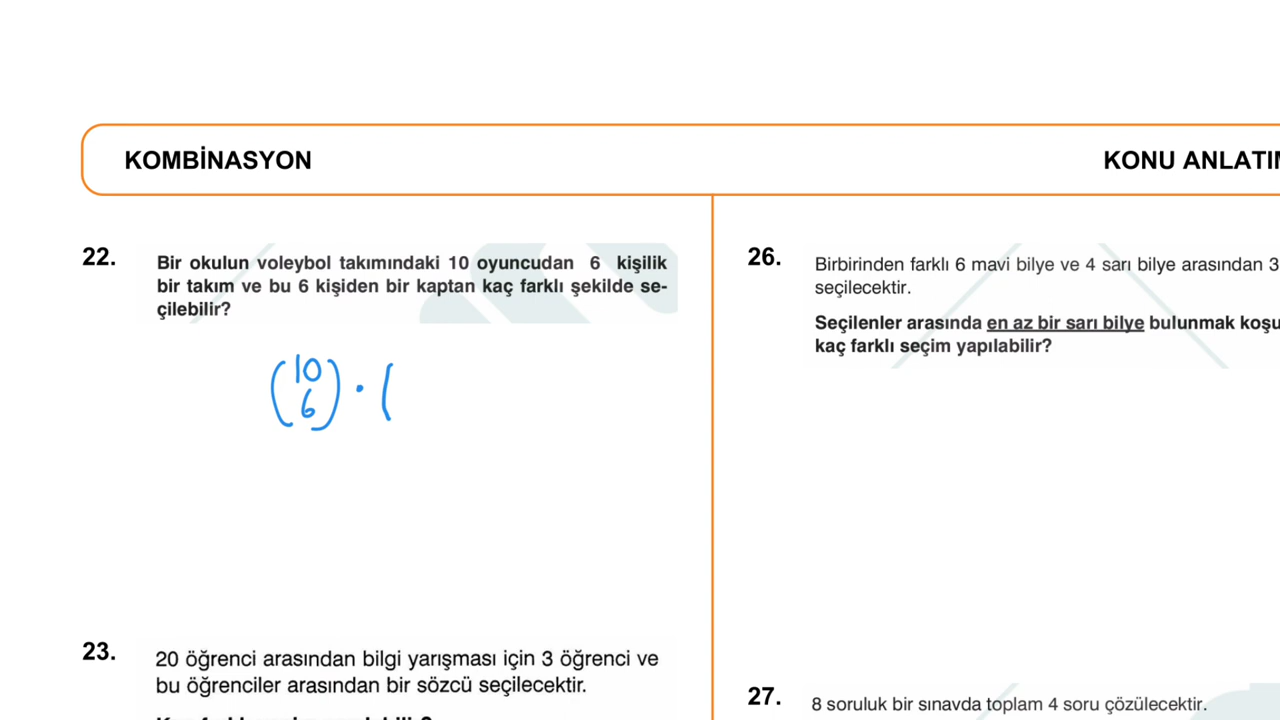 KOMBİNASYON
KONU ANLATIM
22.
Bir okulun voleybol takımındaki 10 oyuncudan 6 kişilik
bir takım ve bu 6 kişiden bir kaptan kaç farklı şekilde se-
çilebilir?
(10
6) · (
23.
20 öğrenci arasından bilgi yarışması için 3 öğrenci ve
bu öğrenciler arasından bir sözcü seçilecektir.
26.
Birbirinden farklı 6 mavi bilye ve 4 sarı bilye arasından 3
seçilecektir.
Seçilenler arasında en az bir sarı bilye bulunmak koşu
kaç farklı seçim yapılabilir?
27.
8 soruluk bir sınavda toplam 4 soru çözülecektir.